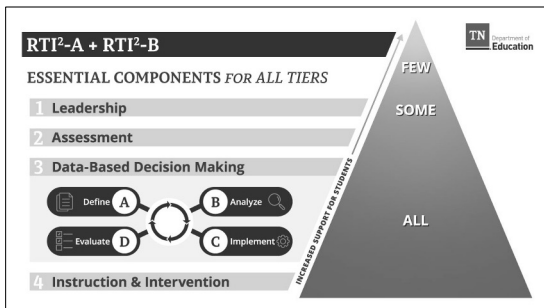 RTI²-A + RTI²-B
TN Department of
Education
ESSENTIAL COMPONENTS FOR ALL TIERS
1 Leadership
2 Assessment
3 Data-Based Decision Making
Define A
B Analyze
Evaluate D
C Implement
4 Instruction & Intervention
INCREASED SUPPORT FOR STUDENTS
FEW
SOME
ALL